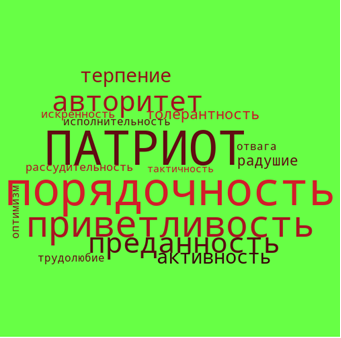 терпение
авторитет
искренность
толерантность
исполнительность
ПАТРИОТ
отвага
радушие
рассудительность
тактичность
порядочность
оптимизм
приветливость
преданность
трудолюбие
активность